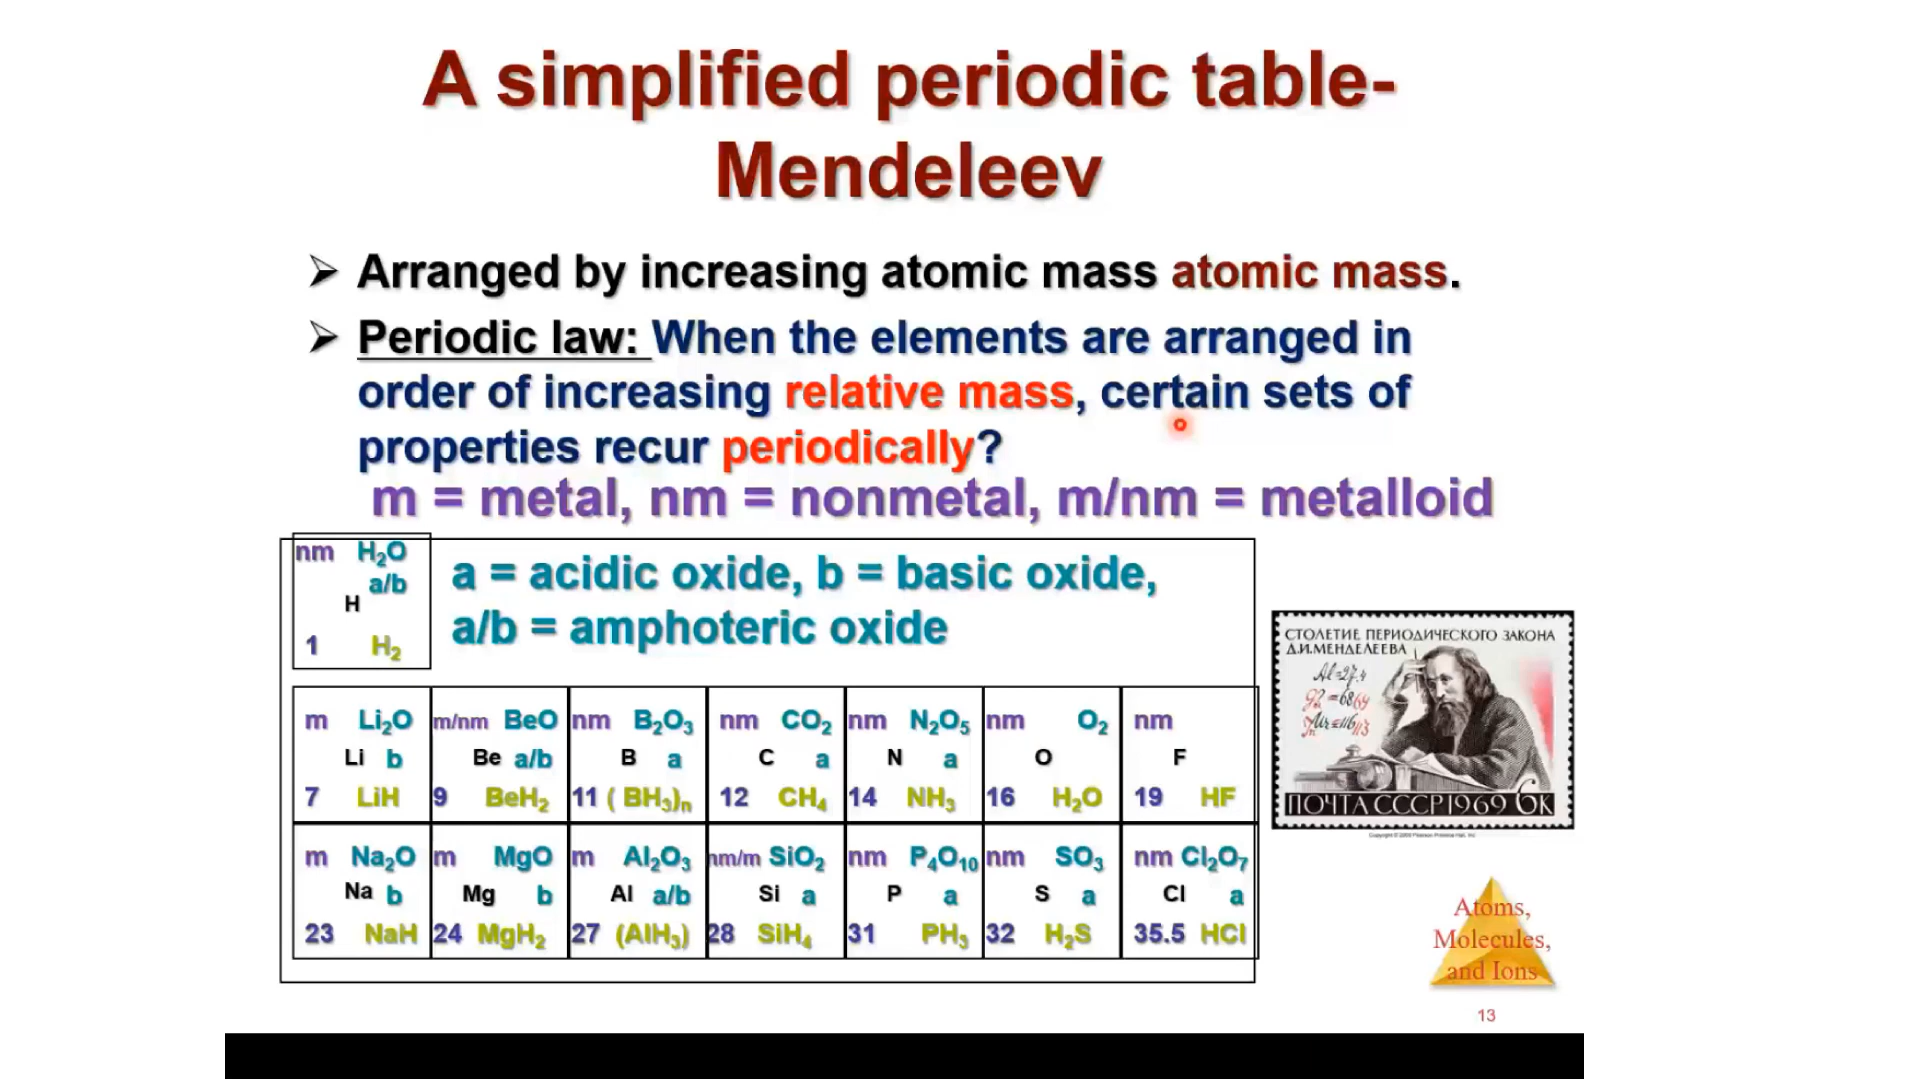 A simplified periodic table-
Mendeleev
➢ Arranged by increasing atomic mass atomic mass.
➢ Periodic law: When the elements are arranged in
order of increasing relative mass, certain sets of
properties recur periodically?
m = metal, nm = nonmetal, m/nm = metalloid
nm H₂O
a/b
H
1 H₂
a = acidic oxide, b = basic oxide,
a/b = amphoteric oxide
m Li₂O m/nm BeO nm B₂O₃ nm CO₂ nm N₂O₅ nm O₂ nm
Li b Be a/b B a C a N a O F
7 LiH 9 BeH₂ 11 ( BH₃)ₙ 12 CH₄ 14 NH₃ 16 H₂O 19 HF
m Na₂O m MgO m Al₂O₃ nm/m SiO₂ nm P₄O₁₀ nm SO₃ nm Cl₂O₇
Na b Mg b Al a/b Si a P a S a Cl a
23 NaH 24 MgH₂ 27 (AlH₃) 28 SiH₄ 31 PH₃ 32 H₂S 35.5 HCl
СТОЛЕТИЕ ПЕРИОДИЧЕСКОГО ЗАКОНА
Д.И.МЕНДЕЛЕЕВА
Al=27,4
ПОЧТА СССР 1969 6К
Atoms,
Molecules,
and Ions
13